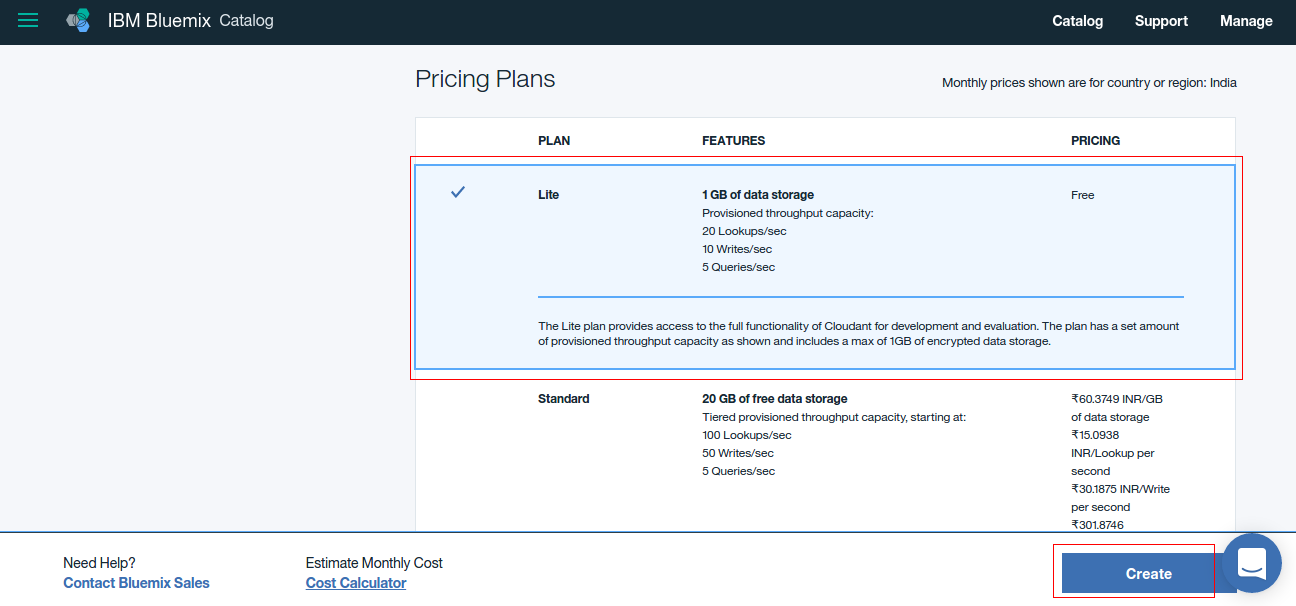 IBM Bluemix Catalog
Catalog Support Manage
Pricing Plans
Monthly prices shown are for country or region: India
PLAN FEATURES PRICING
Lite
1 GB of data storage
Free
Provisioned throughput capacity:
20 Lookups/sec
10 Writes/sec
5 Queries/sec
The Lite plan provides access to the full functionality of Cloudant for development and evaluation. The plan has a set amount
of provisioned throughput capacity as shown and includes a max of 1GB of encrypted data storage.
Standard
20 GB of free data storage
Tiered provisioned throughput capacity, starting at:
100 Lookups/sec
50 Writes/sec
5 Queries/sec
₹60.3749 INR/GB
of data storage
₹15.0938
INR/Lookup per
second
₹30.1875 INR/Write
per second
₹301.8746
Need Help?
Contact Bluemix Sales
Estimate Monthly Cost
Cost Calculator
Create